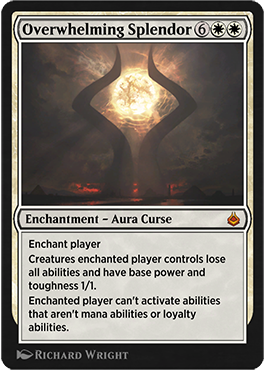 Overwhelming Splendor 6
Enchantment – Aura Curse
Enchant player
Creatures enchanted player controls lose
all abilities and have base power and
toughness 1/1.
Enchanted player can't activate abilities
that aren't mana abilities or loyalty
abilities.
Richard Wright